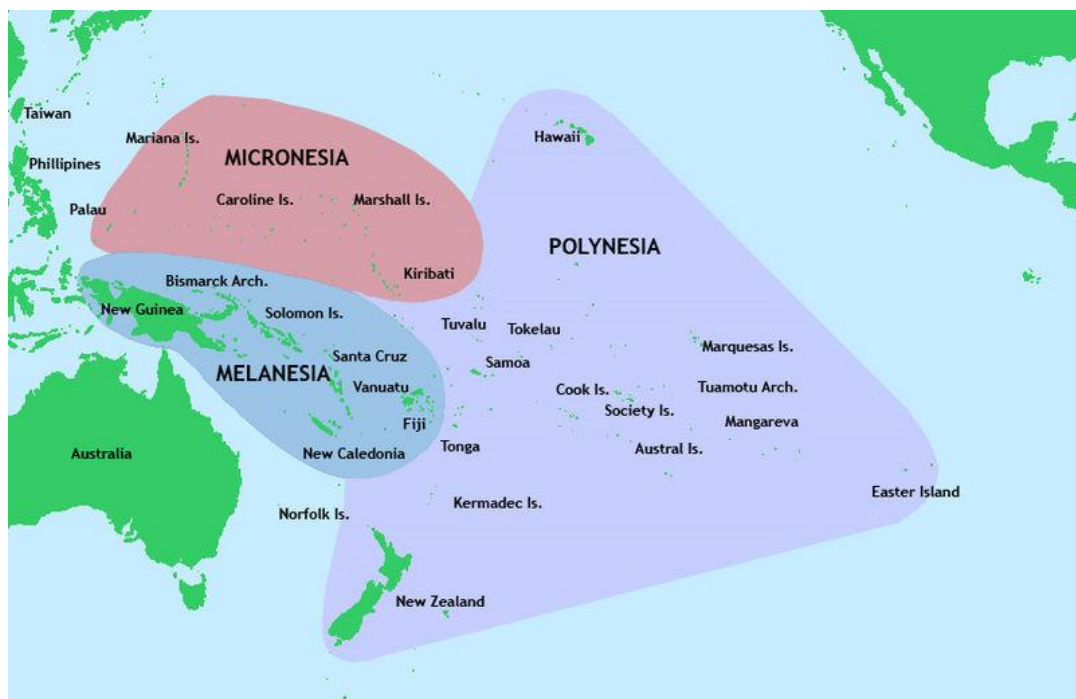 Taiwan
Mariana Is.
Hawaii
MICRONESIA
Phillipines
Caroline Is.
Marshall Is.
Palau
POLYNESIA
Kiribati
Bismarck Arch.
New Guinea
Solomon Is.
Tuvalu
Tokelau
Marquesas Is.
Santa Cruz
Samoa
MELANESIA
Vanuatu
Cook Is.
Tuamotu Arch.
Society Is.
Fiji
Mangareva
Tonga
Austral Is.
Australia
New Caledonia
Easter Island
Kermadec Is.
Norfolk Is.
New Zealand